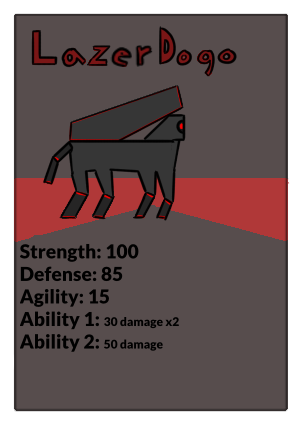 LazerDogo
Strength: 100
Defense: 85
Agility: 15
Ability 1: 30 damage x2
Ability 2: 50 damage